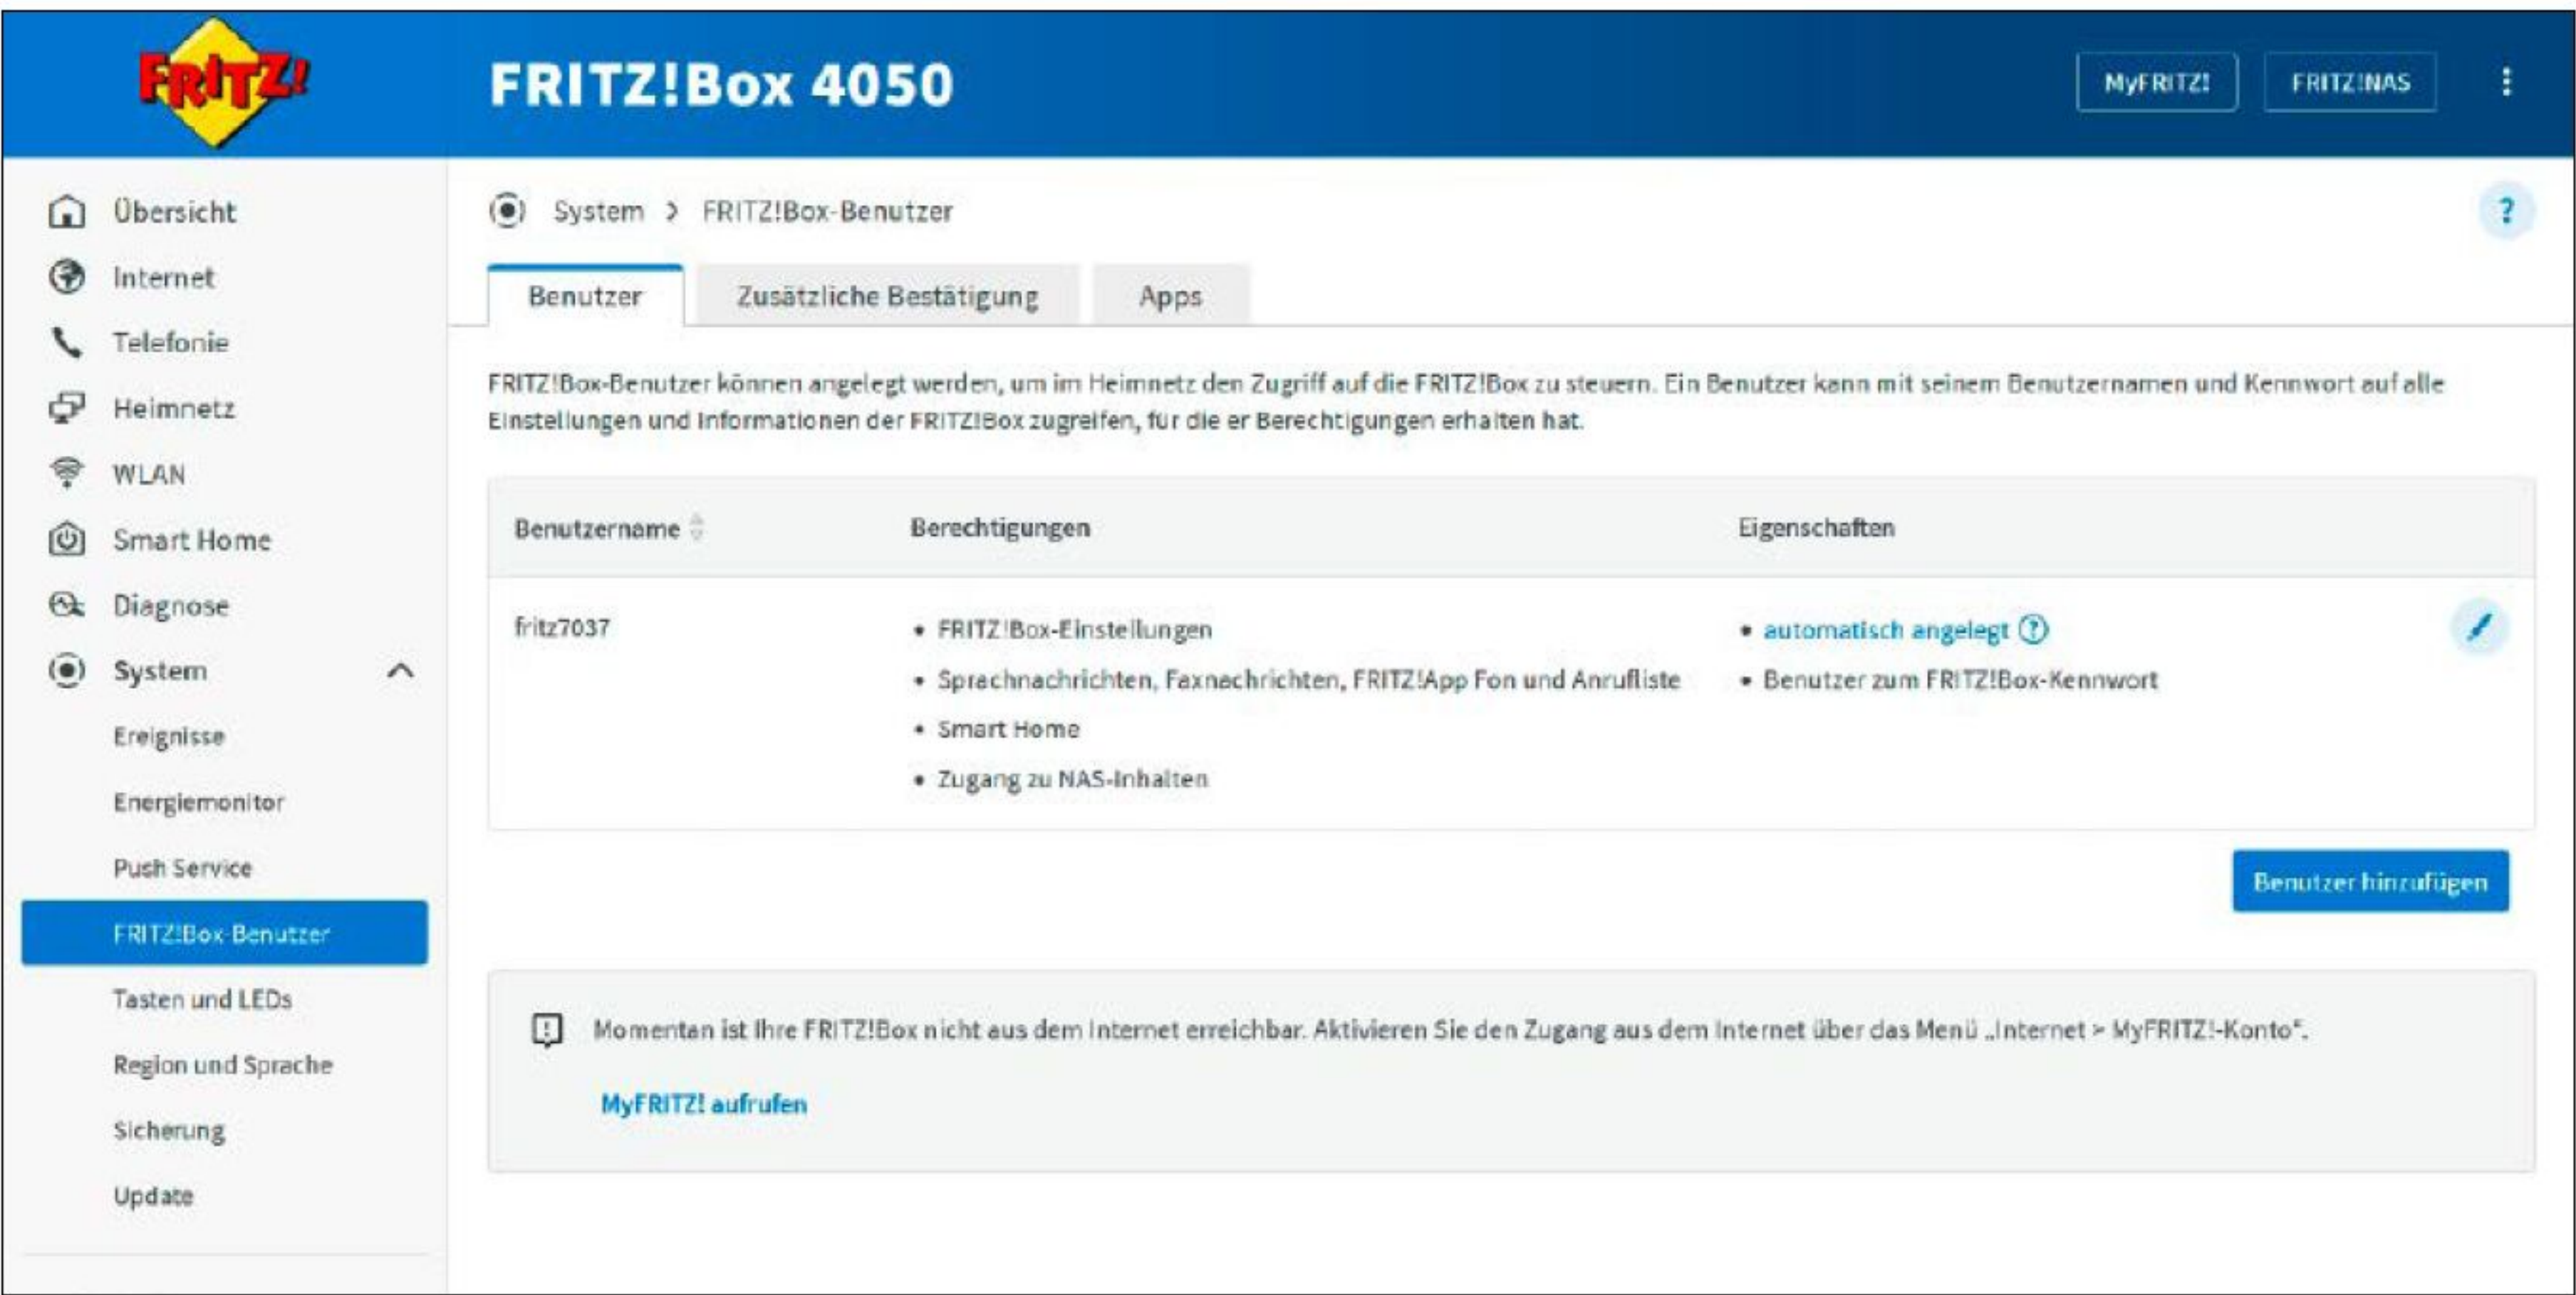 FRITZ!
FRITZ!Box 4050
MyFRITZ!
FRITZ!NAS
Übersicht
Internet
Telefonie
Heimnetz
WLAN
Smart Home
Diagnose
System
Ereignisse
Energiemonitor
Push Service
FRITZ!Box-Benutzer
Tasten und LEDs
Region und Sprache
Sicherung
Update
System > FRITZ!Box-Benutzer
?
Benutzer
Zusätzliche Bestätigung
Apps
FRITZ!Box-Benutzer können angelegt werden, um im Heimnetz den Zugriff auf die FRITZ!Box zu steuern. Ein Benutzer kann mit seinem Benutzernamen und Kennwort auf alle
Einstellungen und Informationen der FRITZ!Box zugreifen, für die er Berechtigungen erhalten hat.
Benutzername
Berechtigungen
Eigenschaften
fritz7037
• FRITZ!Box-Einstellungen
• Sprachnachrichten, Faxnachrichten, FRITZ!App Fon und Anrufliste
• Smart Home
• Zugang zu NAS-Inhalten
• automatisch angelegt ?
• Benutzer zum FRITZ!Box-Kennwort
Benutzer hinzufügen
Momentan ist Ihre FRITZ!Box nicht aus dem Internet erreichbar. Aktivieren Sie den Zugang aus dem Internet über das Menü „Internet > MyFRITZ!-Konto“.
MyFRITZ! aufrufen